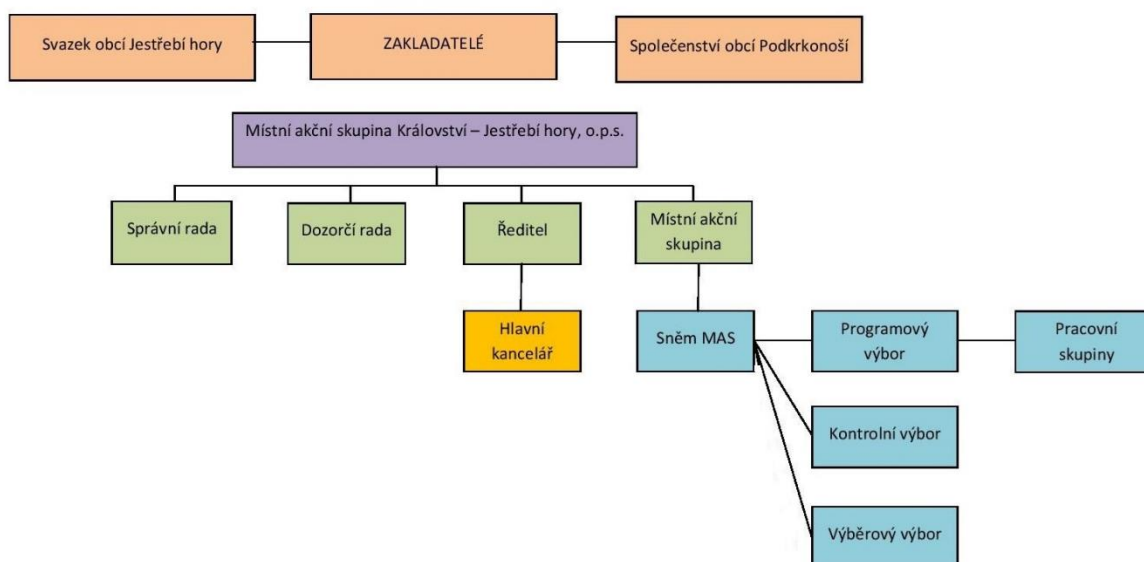 Svazek obcí Jestřebí hory
ZAKLADATELÉ
Společenství obcí Podkrkonoší
Místní akční skupina Království – Jestřebí hory, o.p.s.
Správní rada
Dozorčí rada
Ředitel
Místní akční
skupina
Hlavní
kancelář
Sněm MAS
Programový
výbor
Pracovní
skupiny
Kontrolní výbor
Výběrový výbor